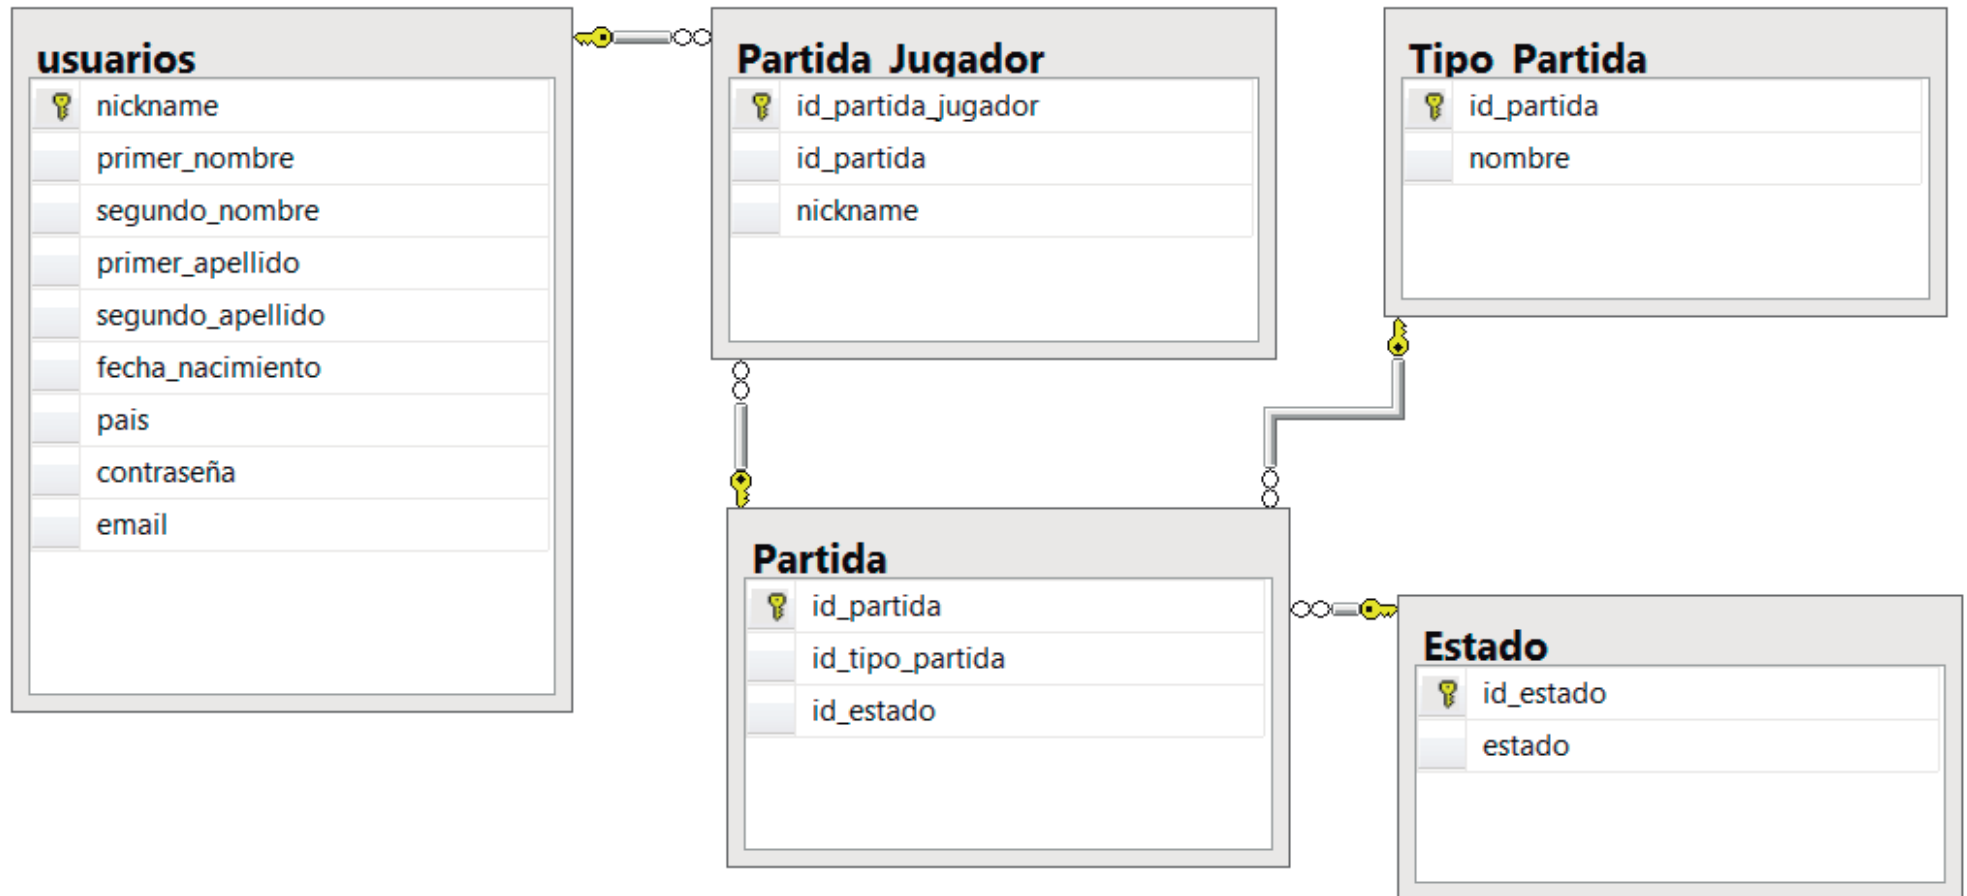 usuarios
nickname
primer_nombre
segundo_nombre
primer_apellido
segundo_apellido
fecha_nacimiento
pais
contraseña
email
Partida_Jugador
id_partida_jugador
id_partida
nickname
Tipo_Partida
id_partida
nombre
Partida
id_partida
id_tipo_partida
id_estado
Estado
id_estado
estado